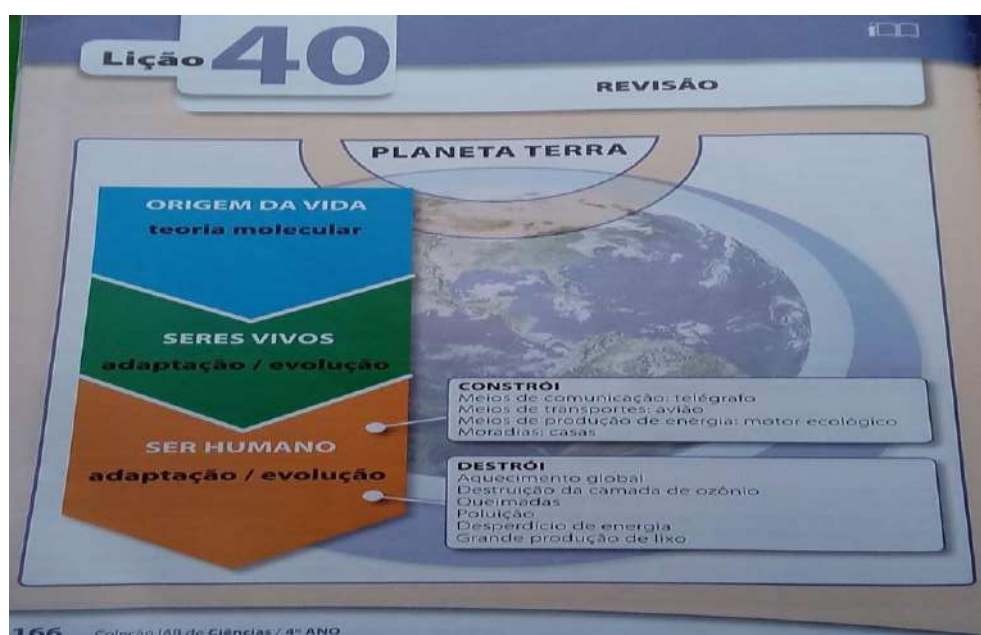 Lição 40
REVISÃO
PLANETA TERRA
ORIGEM DA VIDA
teoria molecular
SERES VIVOS
adaptação / evolução
SER HUMANO
adaptação / evolução
CONSTRÓI
Meios de comunicação: telégrafo
Meios de transportes: avião
Meios de produção de energia: motor ecológico
Moradias: casas
DESTRÓI
Aquecimento global
Destruição da camada de ozônio
Queimadas
Poluição
Desperdício de energia
Grande produção de lixo
166 Coleção IAB de Ciências / 4º ANO